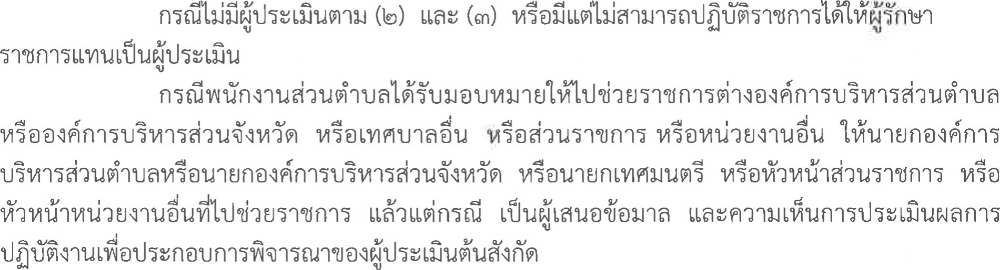 กรณีไม่มีผู้ประเมินตาม (๒) และ (๓) หรือมีแต่ไม่สามารถปฏิบัติราชการได้ให้ผู้รักษา
ราชการแทนเป็นผู้ประเมิน
กรณีพนักงานส่วนตำบลได้รับมอบหมายให้ไปช่วยราชการต่างองค์การบริหารส่วนตำบล
หรือองค์การบริหารส่วนจังหวัด หรือเทศบาลอื่น หรือส่วนราชการ หรือหน่วยงานอื่น ให้นายกองค์การ
บริหารส่วนตำบลหรือนายกองค์การบริหารส่วนจังหวัด หรือนายกเทศมนตรี หรือหัวหน้าส่วนราชการ หรือ
หัวหน้าหน่วยงานอื่นที่ไปช่วยราชการ แล้วแต่กรณี เป็นผู้เสนอข้อมาล และความเห็นการประเมินผลการ
ปฏิบัติงานเพื่อประกอบการพิจารณาของผู้ประเมินต้นสังกัด